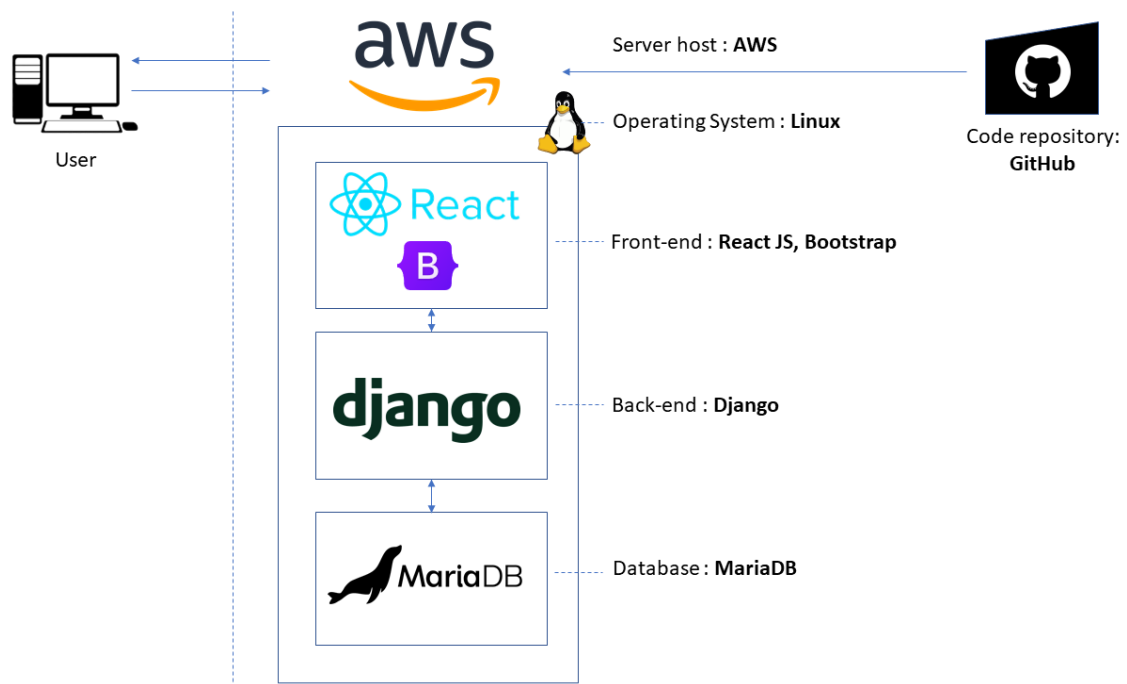 aws
Server host : AWS
Operating System : Linux
User
Code repository:
GitHub
React
B
Front-end : React JS, Bootstrap
django
Back-end : Django
MariaDB
Database : MariaDB